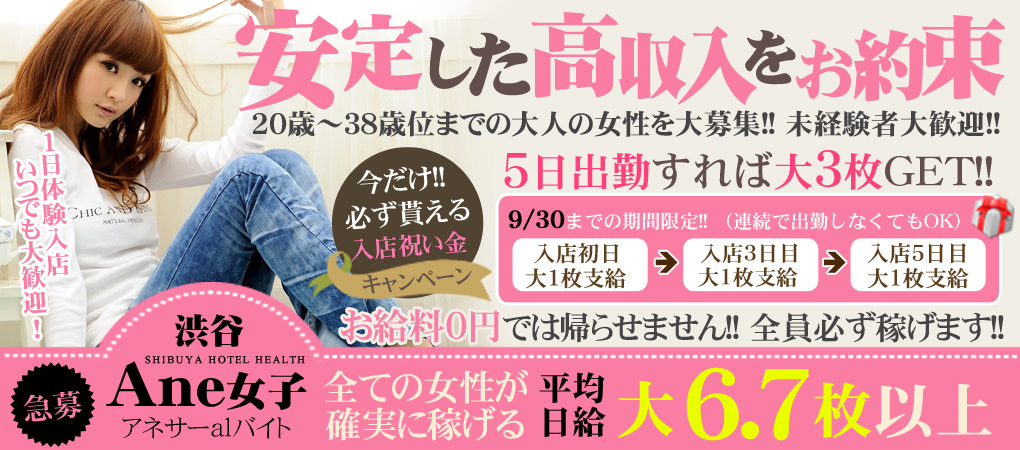 安定した高収入をお約束
20歳～38歳位までの大人の女性を大募集!! 未経験者大歓迎!!
1日体験入店
いつでも大歓迎！
CHIC AND
NATURAL
今だけ!!
必ず貰える
入店祝い金
キャンペーン
5日出勤すれば大3枚GET!!
9/30までの期間限定!! （連続で出勤しなくてもOK）
入店初日
大1枚支給
入店3日目
大1枚支給
入店5日目
大1枚支給
お給料0円では帰らせません!! 全員必ず稼げます!!
急募
渋谷
SHIBUYA HOTEL HEALTH
Ane女子
アネサーalバイト
全ての女性が
確実に稼げる
平均
日給
大6.7枚以上